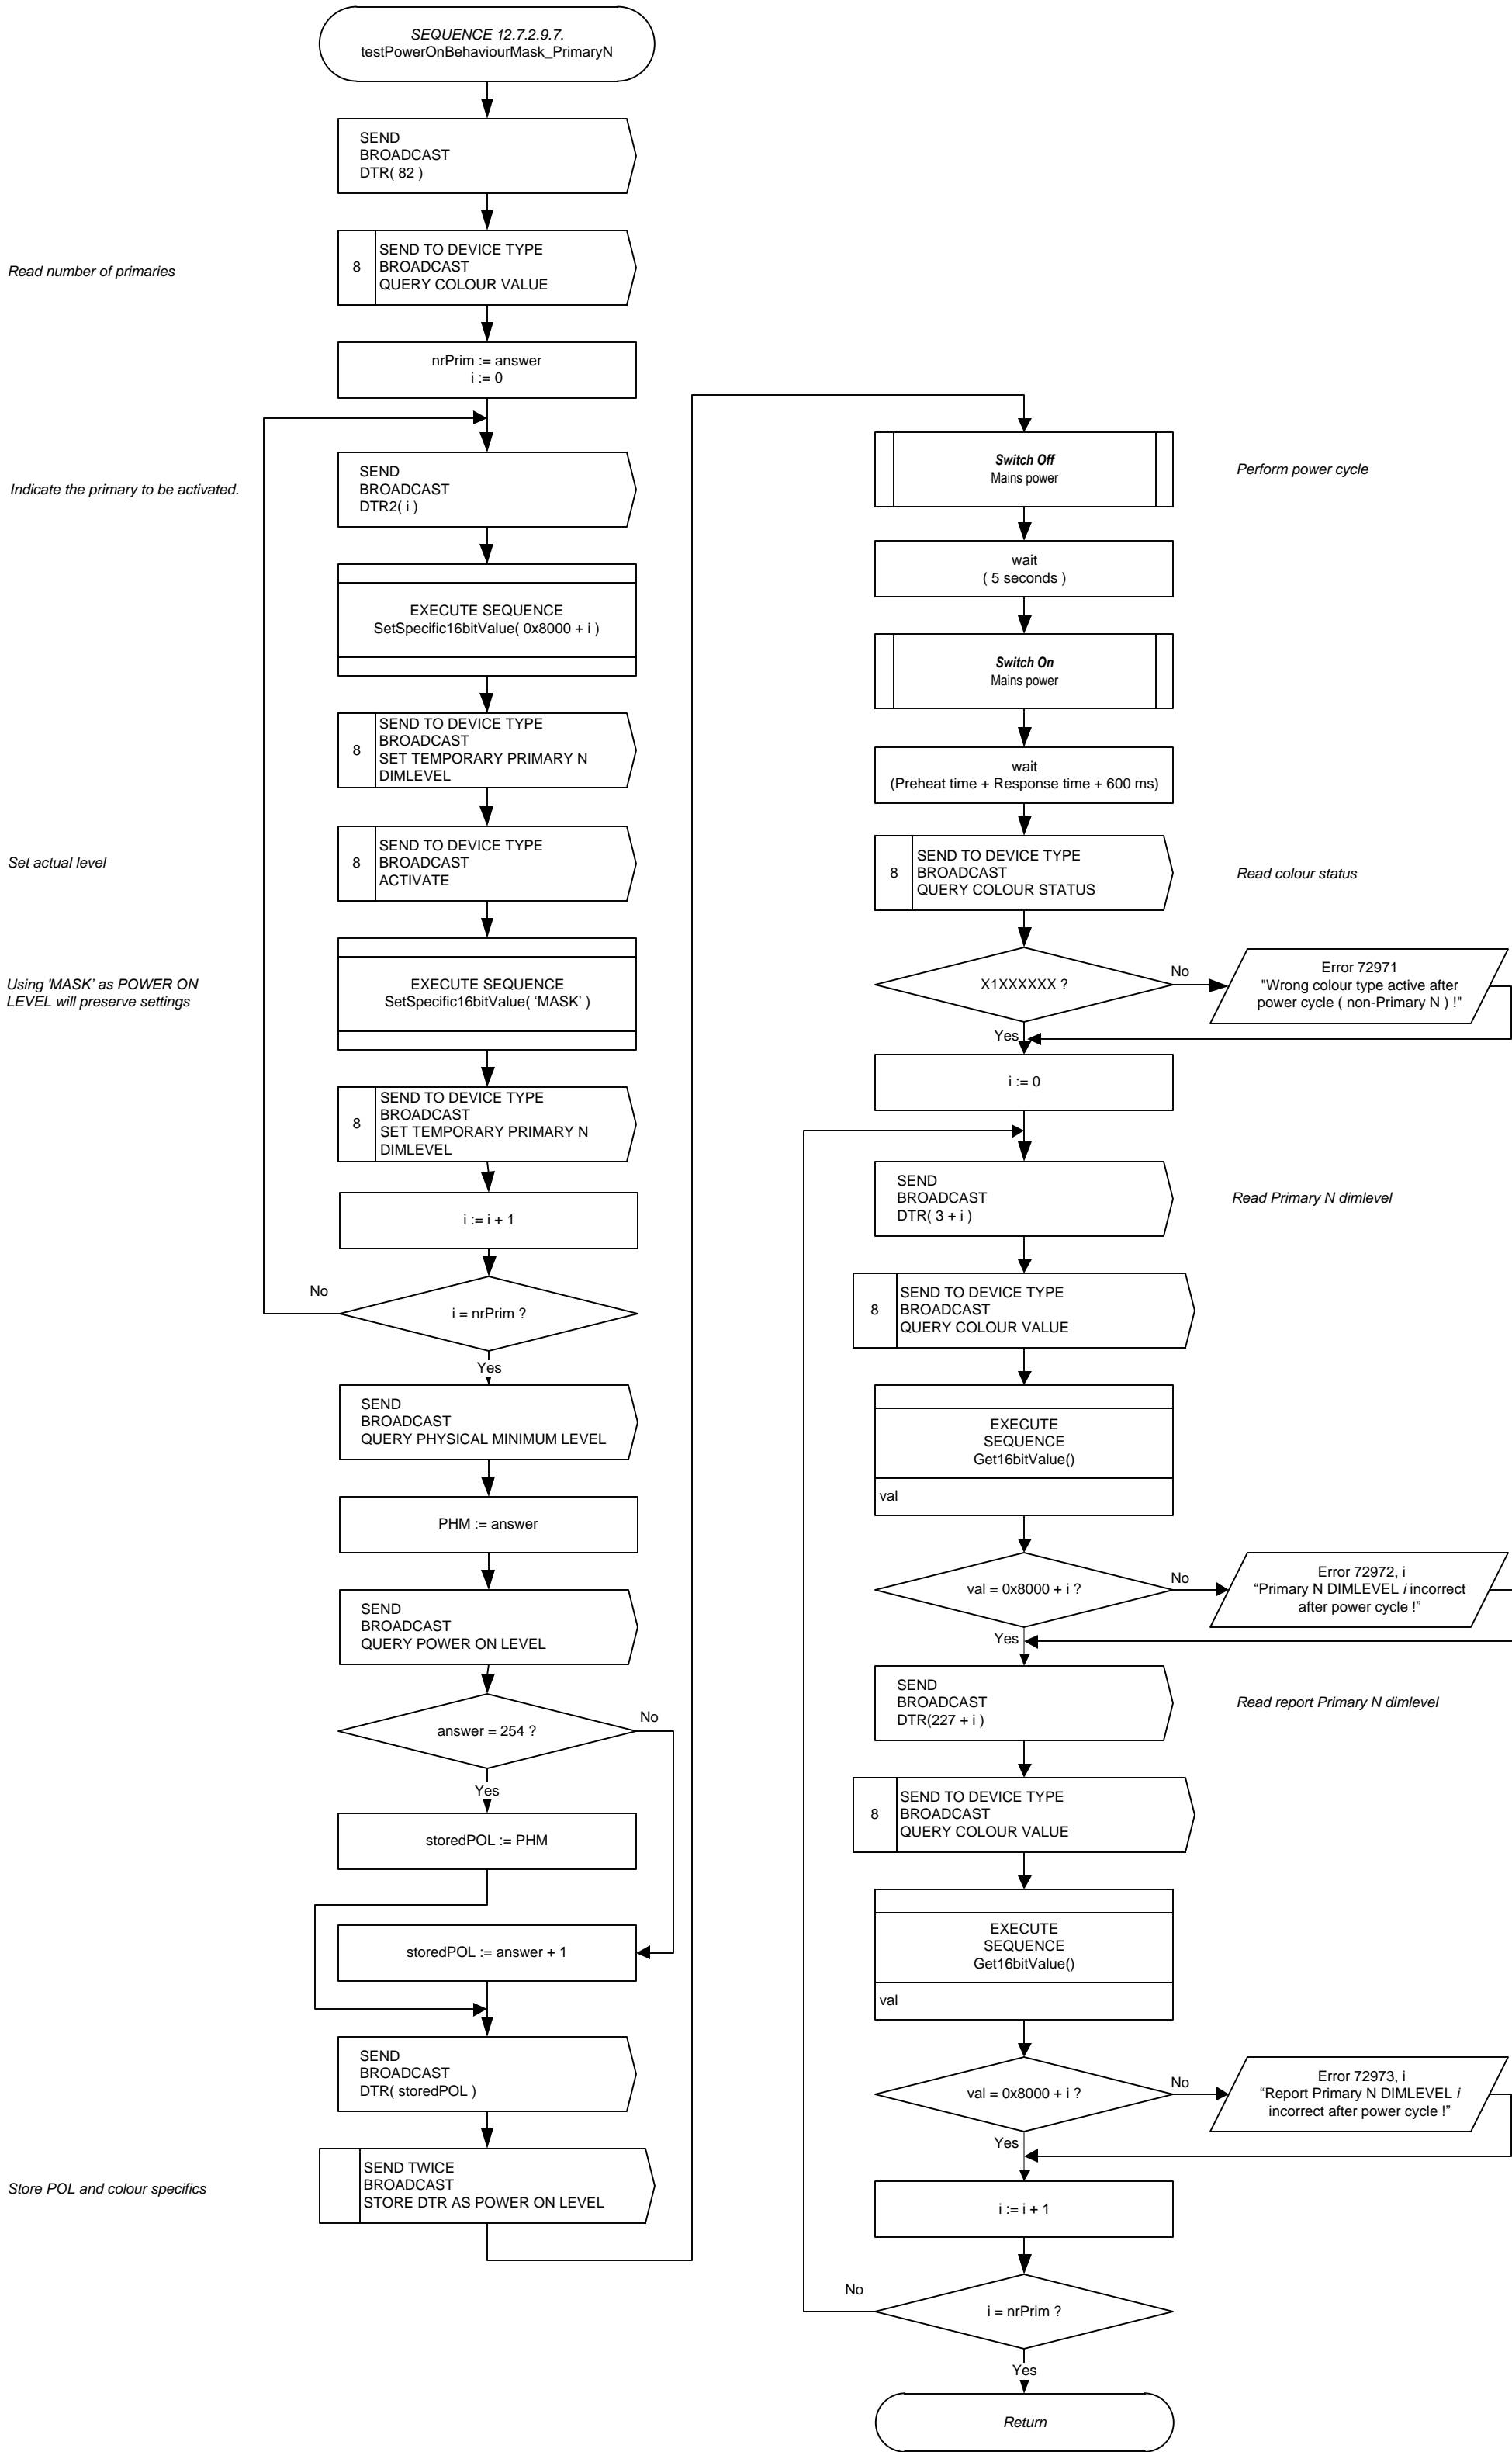 SEQUENCE 12.7.2.9.7.
testPowerOnBehaviourMask_PrimaryN
SEND
BROADCAST
DTR( 82 )
Read number of primaries
8
SEND TO DEVICE TYPE
BROADCAST
QUERY COLOUR VALUE
nrPrim := answer
i := 0
Indicate the primary to be activated.
SEND
BROADCAST
DTR2( i )
EXECUTE SEQUENCE
SetSpecific16bitValue( 0x8000 + i )
8
SEND TO DEVICE TYPE
BROADCAST
SET TEMPORARY PRIMARY N
DIMLEVEL
Set actual level
8
SEND TO DEVICE TYPE
BROADCAST
ACTIVATE
Using 'MASK' as POWER ON
LEVEL will preserve settings
EXECUTE SEQUENCE
SetSpecific16bitValue( 'MASK' )
8
SEND TO DEVICE TYPE
BROADCAST
SET TEMPORARY PRIMARY N
DIMLEVEL
i := i + 1
No
i = nrPrim ?
Yes
SEND
BROADCAST
QUERY PHYSICAL MINIMUM LEVEL
PHM := answer
SEND
BROADCAST
QUERY POWER ON LEVEL
answer = 254 ?
No
Yes
storedPOL := PHM
storedPOL := answer + 1
SEND
BROADCAST
DTR( storedPOL )
Store POL and colour specifics
SEND TWICE
BROADCAST
STORE DTR AS POWER ON LEVEL
Switch Off
Mains power
Perform power cycle
wait
( 5 seconds )
Switch On
Mains power
wait
(Preheat time + Response time + 600 ms)
8
SEND TO DEVICE TYPE
BROADCAST
QUERY COLOUR STATUS
Read colour status
X1XXXXXX ?
No
Error 72971
"Wrong colour type active after
power cycle ( non-Primary N ) !"
Yes
i := 0
SEND
BROADCAST
DTR( 3 + i )
Read Primary N dimlevel
8
SEND TO DEVICE TYPE
BROADCAST
QUERY COLOUR VALUE
EXECUTE
SEQUENCE
Get16bitValue()
val
val = 0x8000 + i ?
No
Error 72972, i
“Primary N DIMLEVEL i incorrect
after power cycle !”
Yes
SEND
BROADCAST
DTR(227 + i )
Read report Primary N dimlevel
8
SEND TO DEVICE TYPE
BROADCAST
QUERY COLOUR VALUE
EXECUTE
SEQUENCE
Get16bitValue()
val
val = 0x8000 + i ?
No
Error 72973, i
“Report Primary N DIMLEVEL i
incorrect after power cycle !”
Yes
i := i + 1
No
i = nrPrim ?
Yes
Return